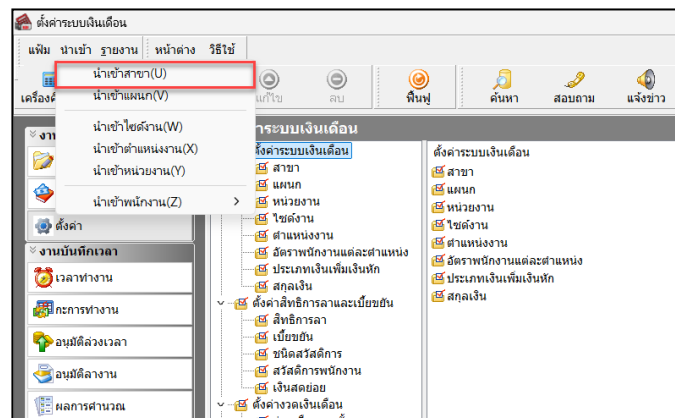 ตั้งค่าระบบเงินเดือน
แฟ้ม นำเข้า รายงาน หน้าต่าง วิธีใช้
นำเข้าสาขา(U)
นำเข้าแผนก(V)
นำเข้าไซด์งาน(W)
นำเข้าตำแหน่งงาน(X)
นำเข้าหน่วยงาน(Y)
นำเข้าพนักงาน(Z)
แก้ไข ลบ ฟื้นฟู ค้นหา สอบถาม แจ้งข่าว
ตั้งค่า
งานบันทึกเวลา
เวลาทำงาน
กะการทำงาน
อนุมัติล่วงเวลา
อนุมัติลางาน
ผลการคำนวณ
ระบบเงินเดือน
ตั้งค่าระบบเงินเดือน
สาขา
แผนก
หน่วยงาน
ไซด์งาน
ตำแหน่งงาน
อัตราพนักงานแต่ละตำแหน่ง
ประเภทเงินเพิ่มเงินหัก
สกุลเงิน
ตั้งค่าสิทธิการลาและเบี้ยขยัน
สิทธิการลา
เบี้ยขยัน
ชนิดสวัสดิการ
สวัสดิการพนักงาน
เงินสดย่อย
ตั้งค่างวดเงินเดือน
ตั้งค่าระบบเงินเดือน
สาขา
แผนก
หน่วยงาน
ไซด์งาน
ตำแหน่งงาน
อัตราพนักงานแต่ละตำแหน่ง
ประเภทเงินเพิ่มเงินหัก
สกุลเงิน